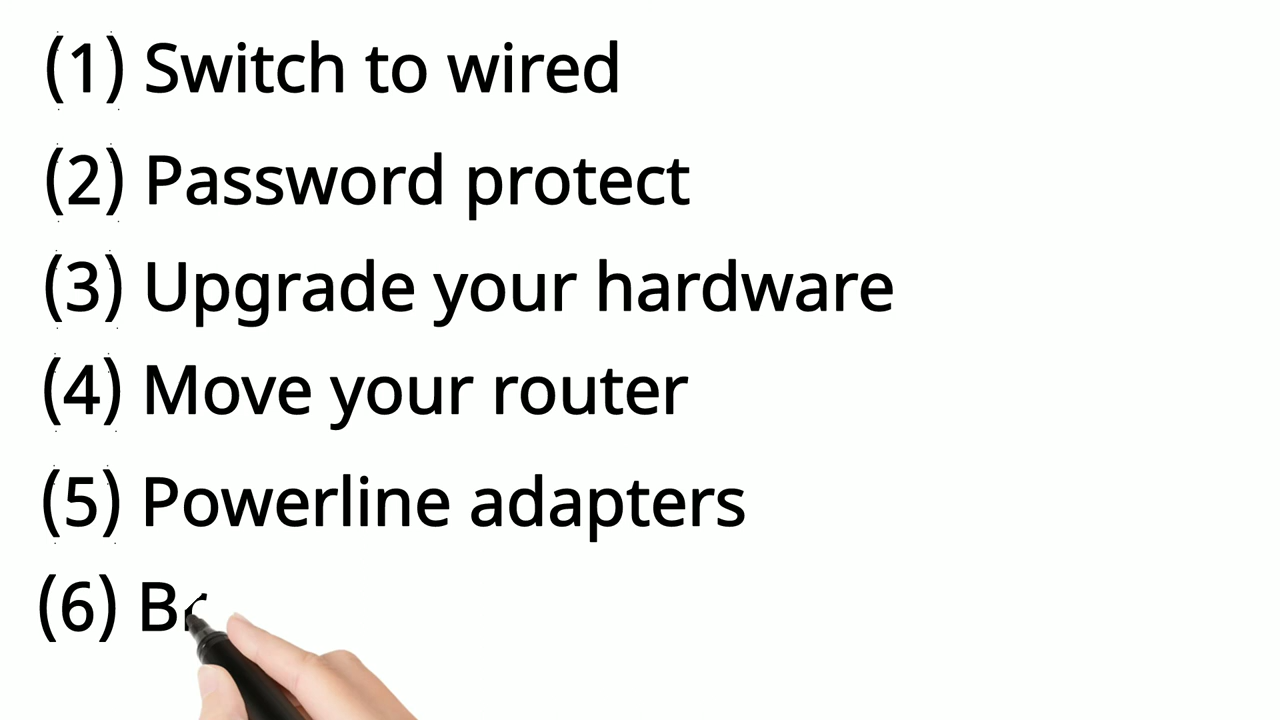 (1) Switch to wired
(2) Password protect
(3) Upgrade your hardware
(4) Move your router
(5) Powerline adapters
(6)